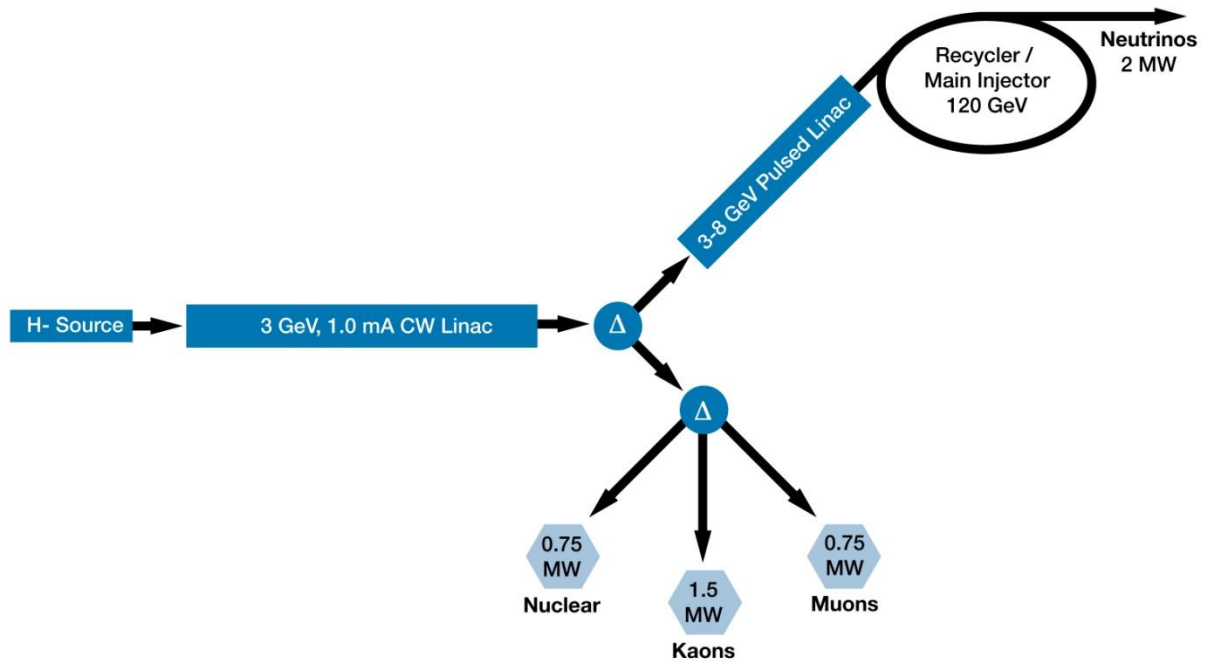 Neutrinos
2 MW
Recycler /
Main Injector
120 GeV
3-8 GeV Pulsed Linac
H- Source
3 GeV, 1.0 mA CW Linac
Δ
Δ
0.75
MW
Nuclear
1.5
MW
Kaons
0.75
MW
Muons